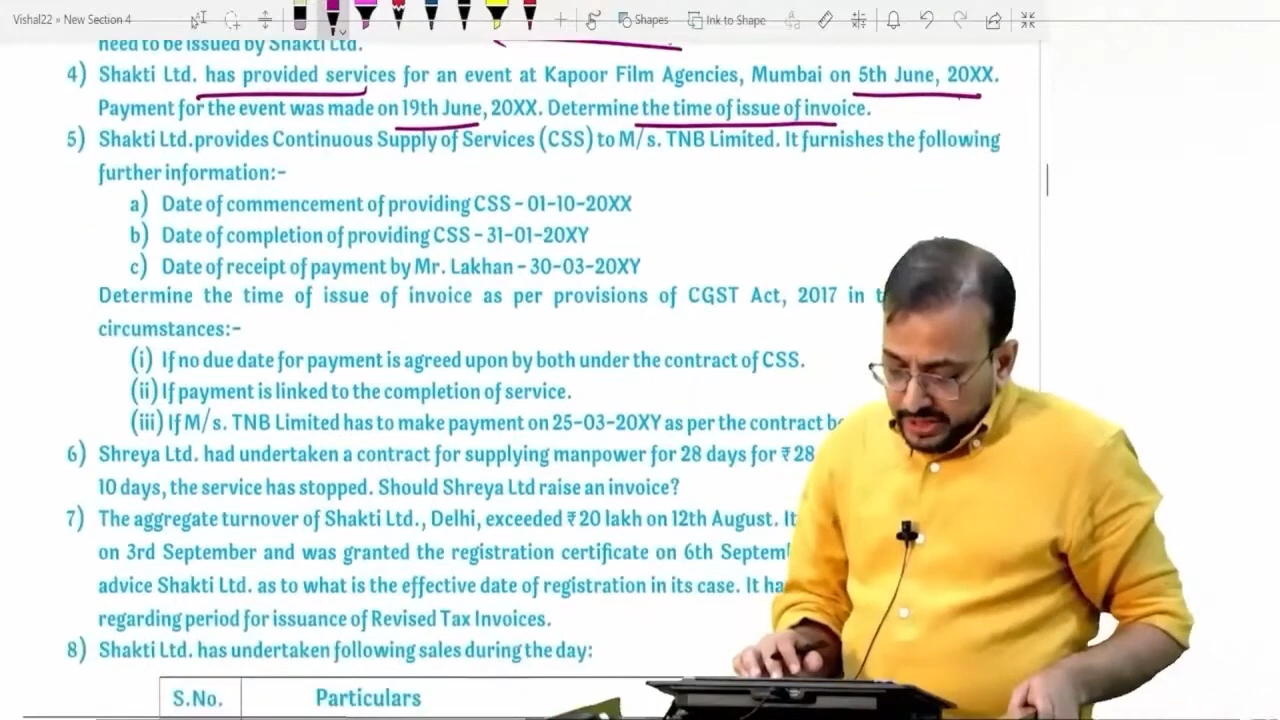 Vishal22 » New Section 4
Shapes
Ink to Shape
need to be issued by Shakti Ltd.
4) Shakti Ltd. has provided services for an event at Kapoor Film Agencies, Mumbai on 5th June, 20XX.
Payment for the event was made on 19th June, 20XX. Determine the time of issue of invoice.
5) Shakti Ltd.provides Continuous Supply of Services (CSS) to M/s. TNB Limited. It furnishes the following
further information:-
a) Date of commencement of providing CSS - 01-10-20XX
b) Date of completion of providing CSS - 31-01-20XY
c) Date of receipt of payment by Mr. Lakhan - 30-03-20XY
Determine the time of issue of invoice as per provisions of CGST Act, 2017 in
circumstances:-
(i) If no due date for payment is agreed upon by both under the contract of CSS.
(ii) If payment is linked to the completion of service.
(iii) If M/s. TNB Limited has to make payment on 25-03-20XY as per the contract
6) Shreya Ltd. had undertaken a contract for supplying manpower for 28 days for ₹ 28
10 days, the service has stopped. Should Shreya Ltd raise an invoice?
7) The aggregate turnover of Shakti Ltd., Delhi, exceeded ₹ 20 lakh on 12th August. It
on 3rd September and was granted the registration certificate on 6th
advice Shakti Ltd. as to what is the effective date of registration in its case. It
regarding period for issuance of Revised Tax Invoices.
8) Shakti Ltd. has undertaken following sales during the day:
S.No. Particulars